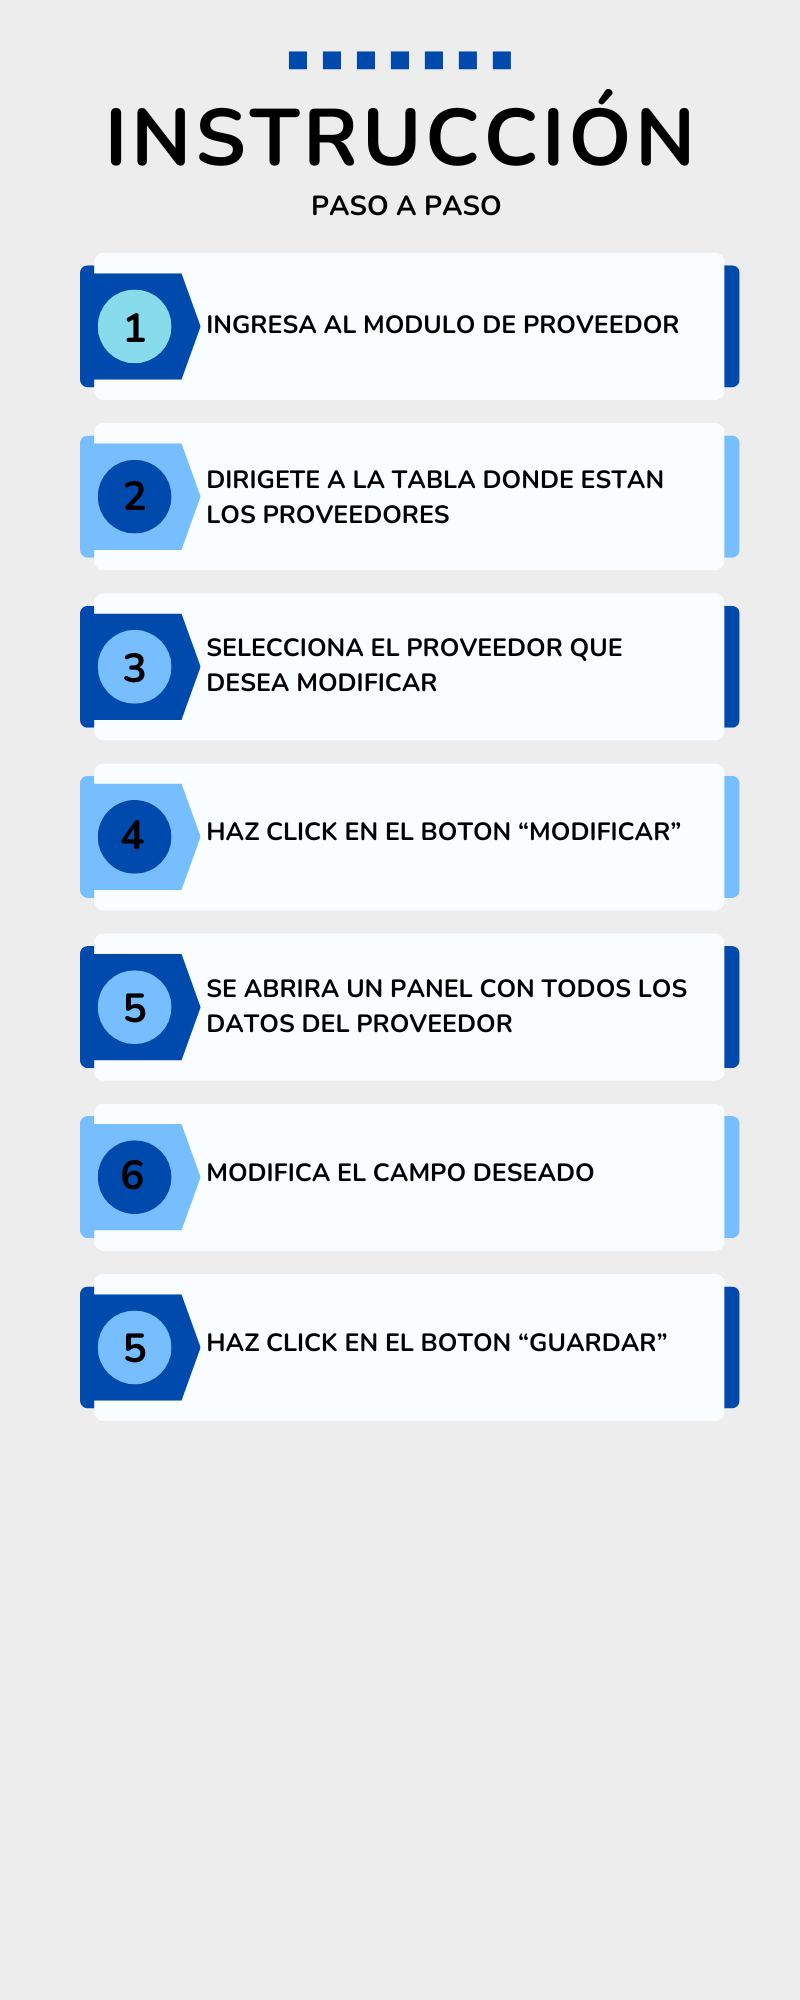 INSTRUCCIÓN
PASO A PASO
1
INGRESA AL MODULO DE PROVEEDOR
2
DIRIGETE A LA TABLA DONDE ESTAN
LOS PROVEEDORES
3
SELECCIONA EL PROVEEDOR QUE
DESEA MODIFICAR
4
HAZ CLICK EN EL BOTON “MODIFICAR”
5
SE ABRIRA UN PANEL CON TODOS LOS
DATOS DEL PROVEEDOR
6
MODIFICA EL CAMPO DESEADO
5
HAZ CLICK EN EL BOTON “GUARDAR”